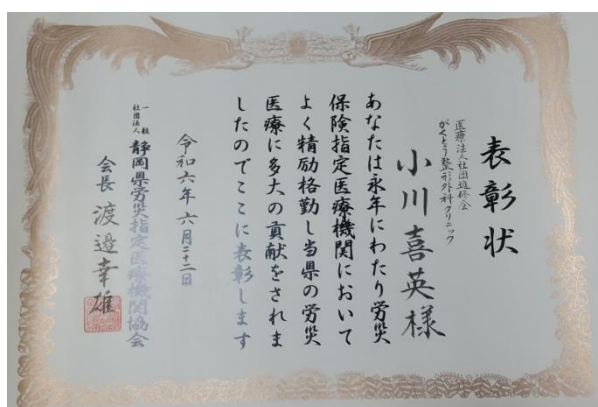 表彰状
医療法人社団進修会
がくとう整形外科クリニック
小川喜英様
あなたは永年にわたり労災
保険指定医療機関において
よく精励格勤し当県の労災
医療に多大の貢献をされま
したのでここに表彰します
令和六年六月二十二日
一般
社団法人
静岡県労災指定医療機関協会
会長 渡邉幸雄